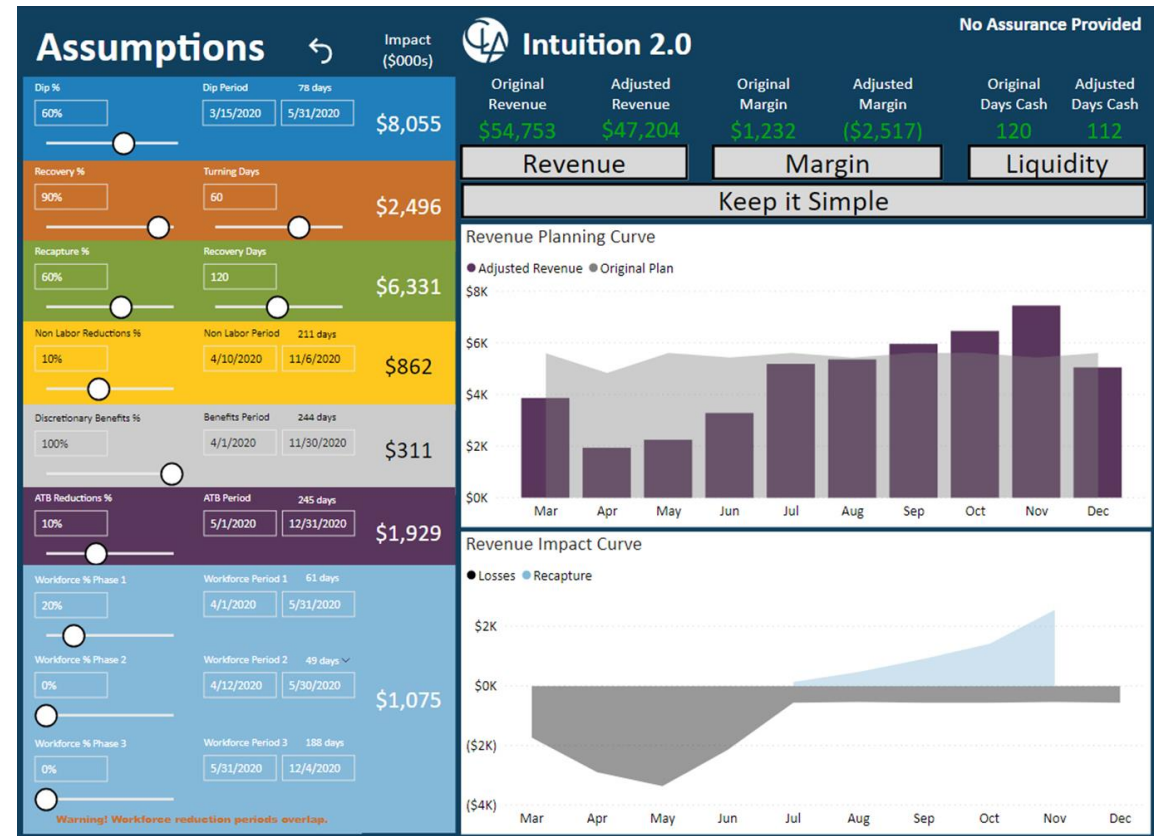 Assumptions
Impact
($000s)
Dip %
Dip Period 78 days
60%
3/15/2020 5/31/2020
$8,055
Recovery %
Turning Days
90%
60
$2,496
Recapture %
Recovery Days
60%
120
$6,331
Non Labor Reductions %
Non Labor Period 211 days
10%
4/10/2020 11/6/2020
$862
Discretionary Benefits %
Benefits Period 244 days
100%
4/1/2020 11/30/2020
$311
ATB Reductions %
ATB Period 245 days
10%
5/1/2020 12/31/2020
$1,929
Workforce % Phase 1
Workforce Period 1 61 days
20%
4/1/2020 5/31/2020
Workforce % Phase 2
Workforce Period 2 49 days
0%
4/12/2020 5/30/2020
$1,075
Workforce % Phase 3
Workforce Period 3 188 days
0%
5/31/2020 12/4/2020
Warning! Workforce reduction periods overlap.
CLA Intuition 2.0
No Assurance Provided
Original
Revenue
$54,753
Adjusted
Revenue
$47,204
Original
Margin
$1,232
Adjusted
Margin
($2,517)
Original
Days Cash
120
Adjusted
Days Cash
112
Revenue
Margin
Liquidity
Keep it Simple
Revenue Planning Curve
Adjusted Revenue Original Plan
$8K
$6K
$4K
$2K
$0K
Mar Apr May Jun Jul Aug Sep Oct Nov Dec
Revenue Impact Curve
Losses Recapture
$2K
$0K
($2K)
($4K)
Mar Apr May Jun Jul Aug Sep Oct Nov Dec